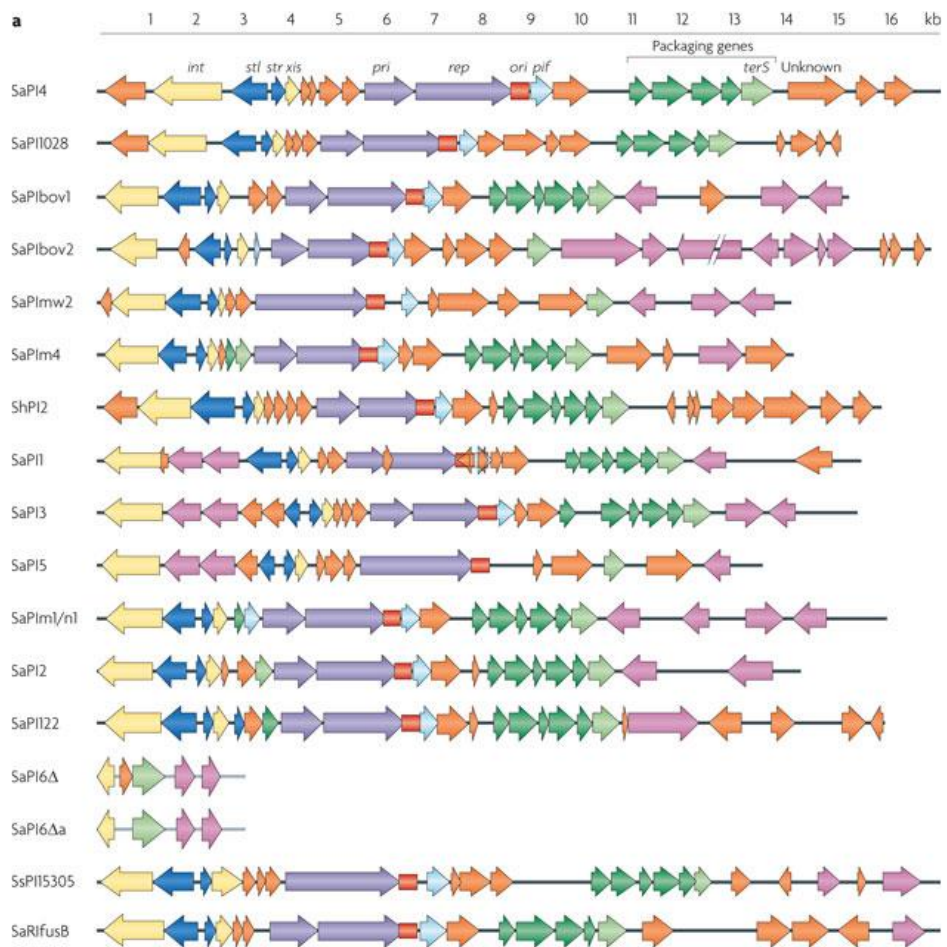 a
1 2 3 4 5 6 7 8 9 10 11 12 13 14 15 16 kb
Packaging genes
int stl str xis pri rep ori pif terS Unknown
SaPI4
SaPI1028
SaPIbov1
SaPIbov2
SaPImw2
SaPIm4
ShPI2
SaPI1
SaPI3
SaPI5
SaPIm1/n1
SaPI2
SaPI122
SaPI6Δ
SaPI6Δa
SsPI15305
SaRIfusB